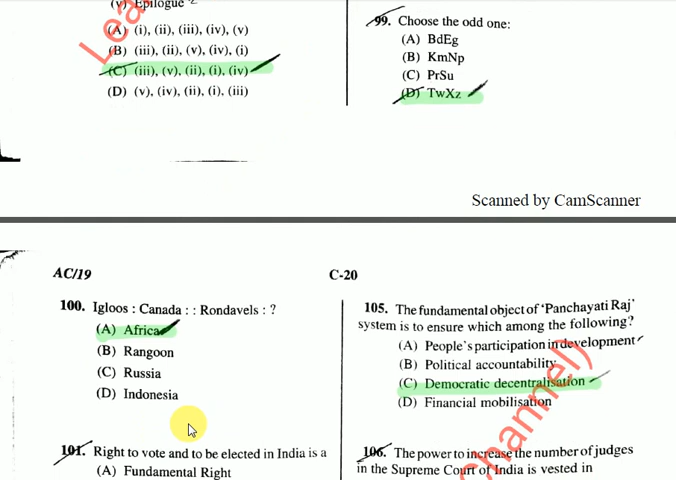 (v) Epilogue
(A) (i), (ii), (iii), (iv), (v)
(B) (iii), (ii), (v), (iv), (i)
(C) (iii), (v), (ii), (i), (iv)
(D) (v), (iv), (ii), (i), (iii)
99. Choose the odd one:
(A) BdEg
(B) KmNp
(C) PrSu
(D) TwXz
Scanned by CamScanner
AC/19
C-20
100. Igloos : Canada : : Rondavels : ?
(A) Africa
(B) Rangoon
(C) Russia
(D) Indonesia
101. Right to vote and to be elected in India is a
(A) Fundamental Right
105. The fundamental object of ‘Panchayati Raj’
system is to ensure which among the following?
(A) People’s participation in development
(B) Political accountability
(C) Democratic decentralisation
(D) Financial mobilisation
106. The power to increase the number of judges
in the Supreme Court of India is vested in
Channel)